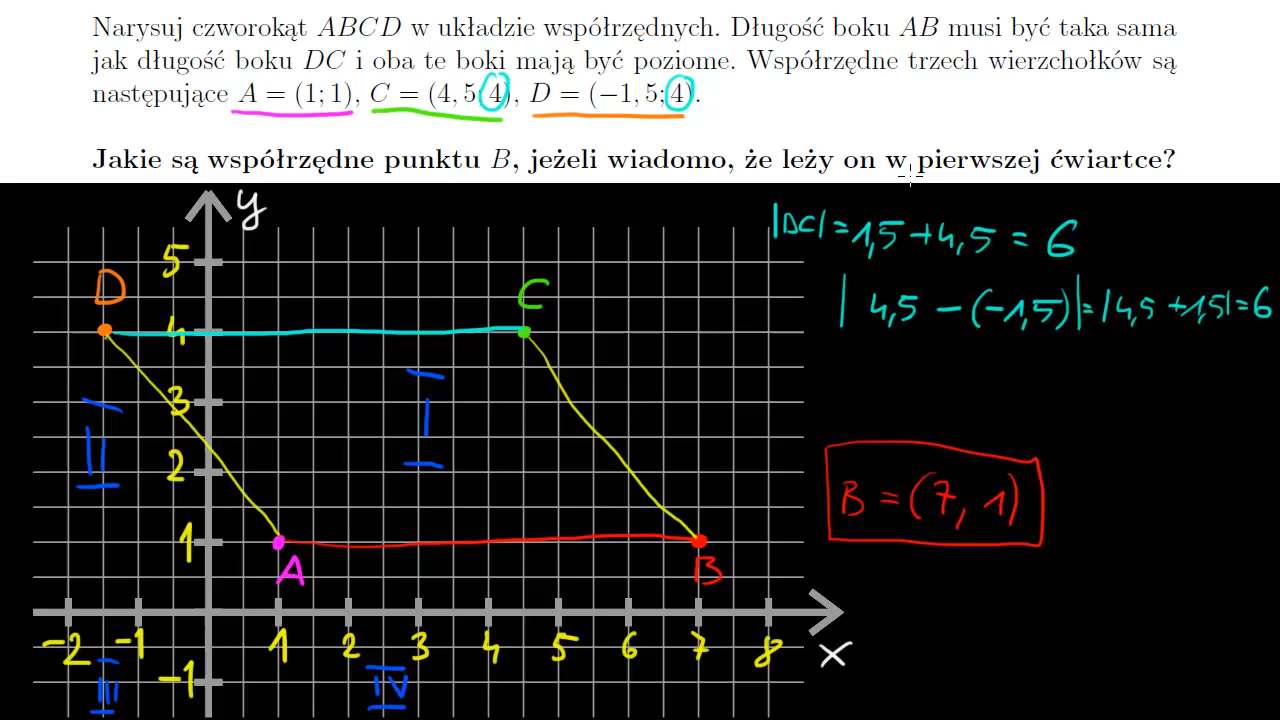 Narysuj czworokąt ABCD w układzie współrzędnych. Długość boku AB musi być taka sama
jak długość boku DC i oba te boki mają być poziome. Współrzędne trzech wierzchołków są
następujące A = (1; 1), C = (4, 5; 4), D = (−1, 5; 4).
Jakie są współrzędne punktu B, jeżeli wiadomo, że leży on w pierwszej ćwiartce?
y
|DC| = 1,5 + 4,5 = 6
| 4,5 − (−1,5)| = |4,5 + 1,5| = 6
5
D
C
4
3
I
II
2
B = (7, 1)
1
A
B
-2 -1 1 2 3 4 5 6 7 8 x
-1
III
IV